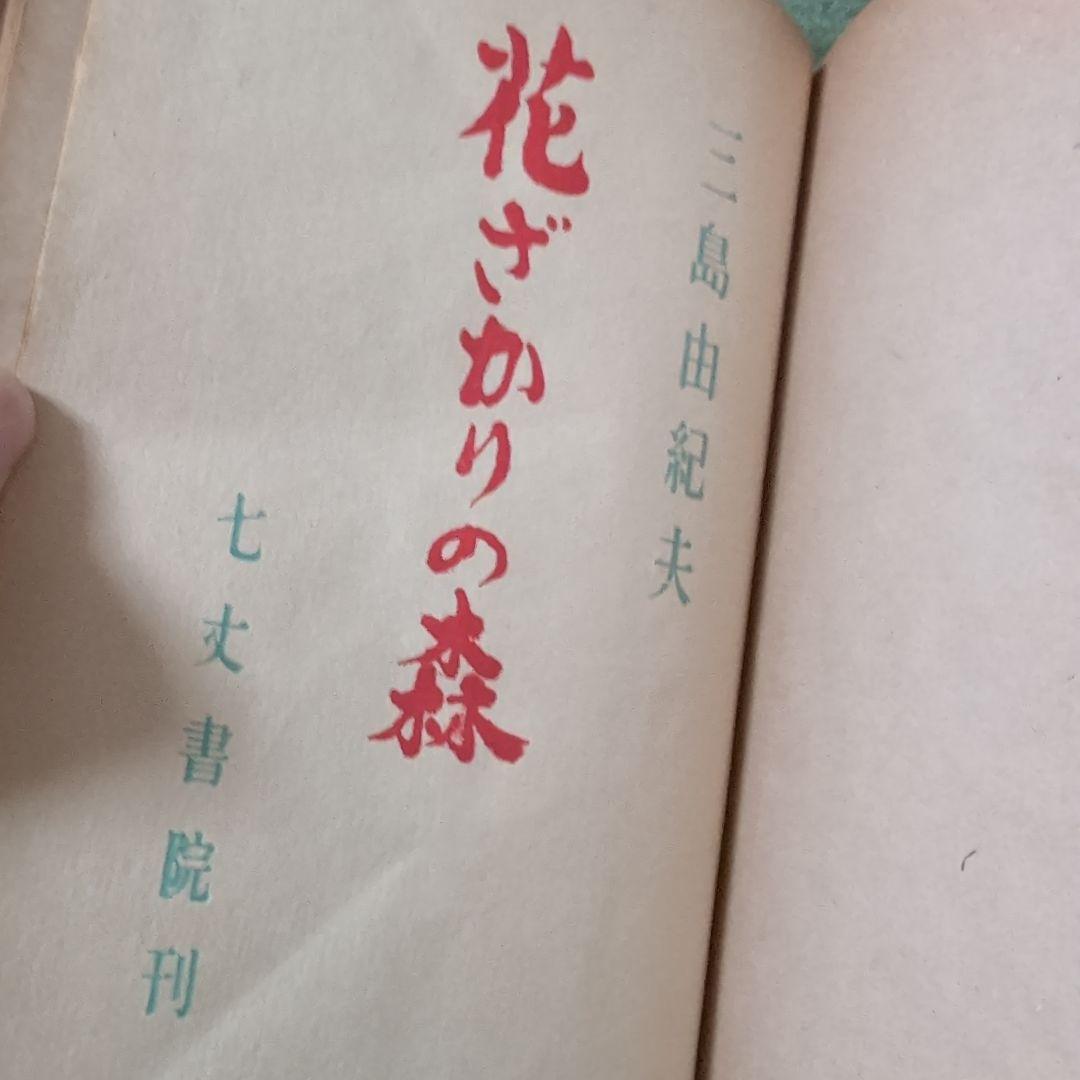 三島由紀夫
花ざかりの森
七丈書院刊